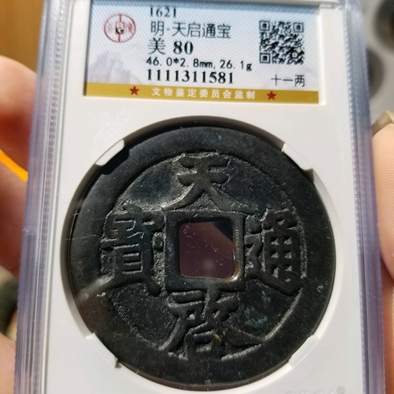 1621
明·天启通宝
美 80
46.0*2.8mm,26.1g
1111311581
十一两
★ 文物鉴定委员会监制 ★
天啟通寶